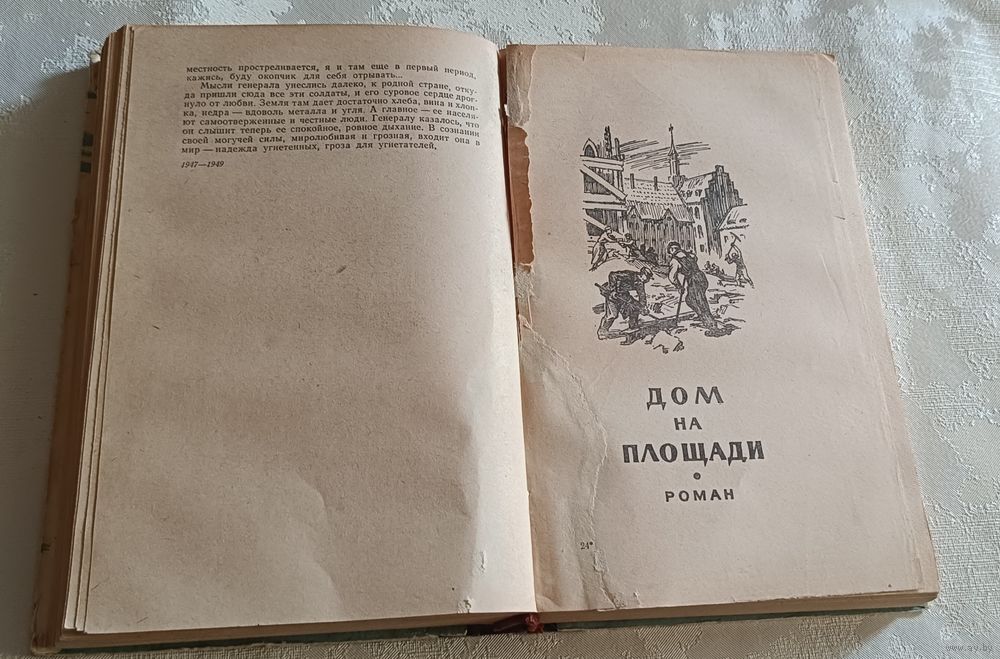 местность простреливается, я и там еще в первый период,
кажись, буду окопчик для себя отрывать...
Мысли генерала унеслись далеко, к родной стране, отку-
да пришли сюда все эти солдаты, и его суровое сердце дрог-
нуло от любви. Земля там дает достаточно хлеба, вина и хлоп-
ка, недра — вдоволь металла и угля. А главное — ее населя-
ют самоотверженные и честные люди. Генералу казалось, что
он слышит теперь ее спокойное, ровное дыхание. В сознании
своей могучей силы, миролюбивая и грозная, входит она в
мир — надежда угнетенных, гроза для угнетателей.
1947—1949
ДОМ
НА
ПЛОЩАДИ
РОМАН
24*
www.av.by